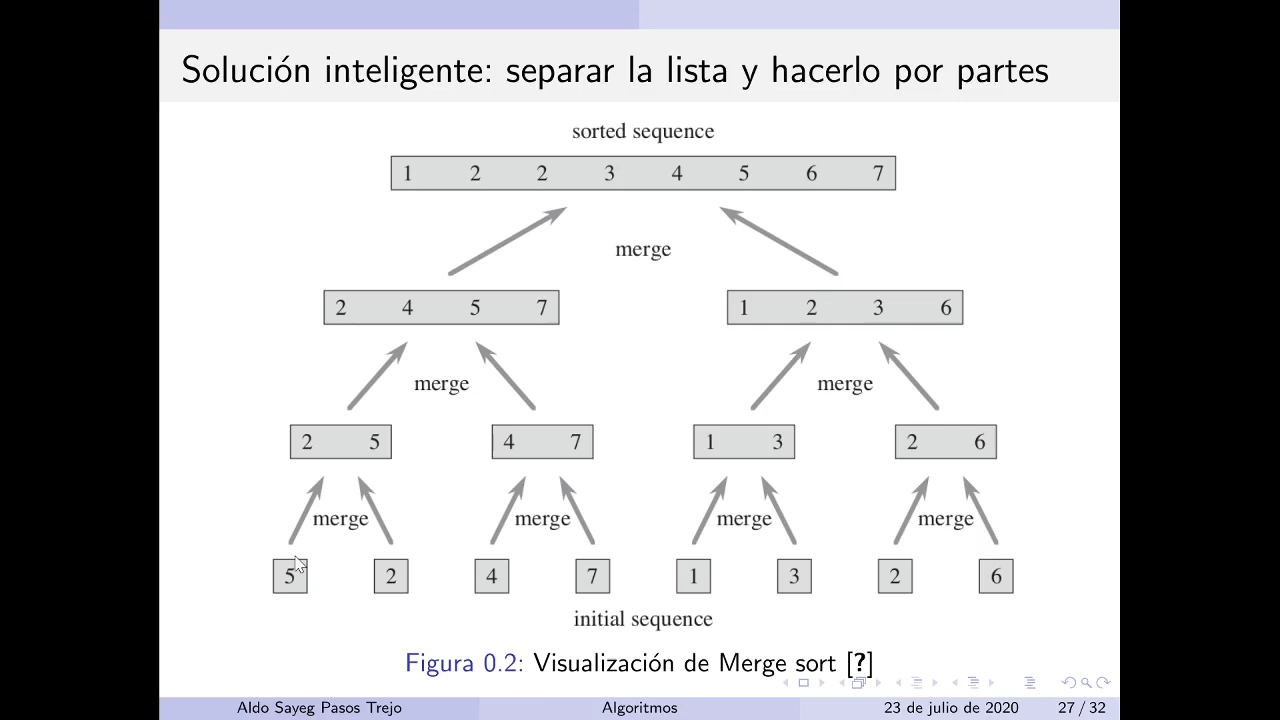 Solución inteligente: separar la lista y hacerlo por partes
sorted sequence
1 2 2 3 4 5 6 7
merge
2 4 5 7
1 2 3 6
merge
merge
2 5
4 7
1 3
2 6
merge
merge
merge
merge
5
2
4
7
1
3
2
6
initial sequence
Figura 0.2: Visualización de Merge sort [?]
Aldo Sayeg Pasos Trejo
Algoritmos
23 de julio de 2020
27 / 32